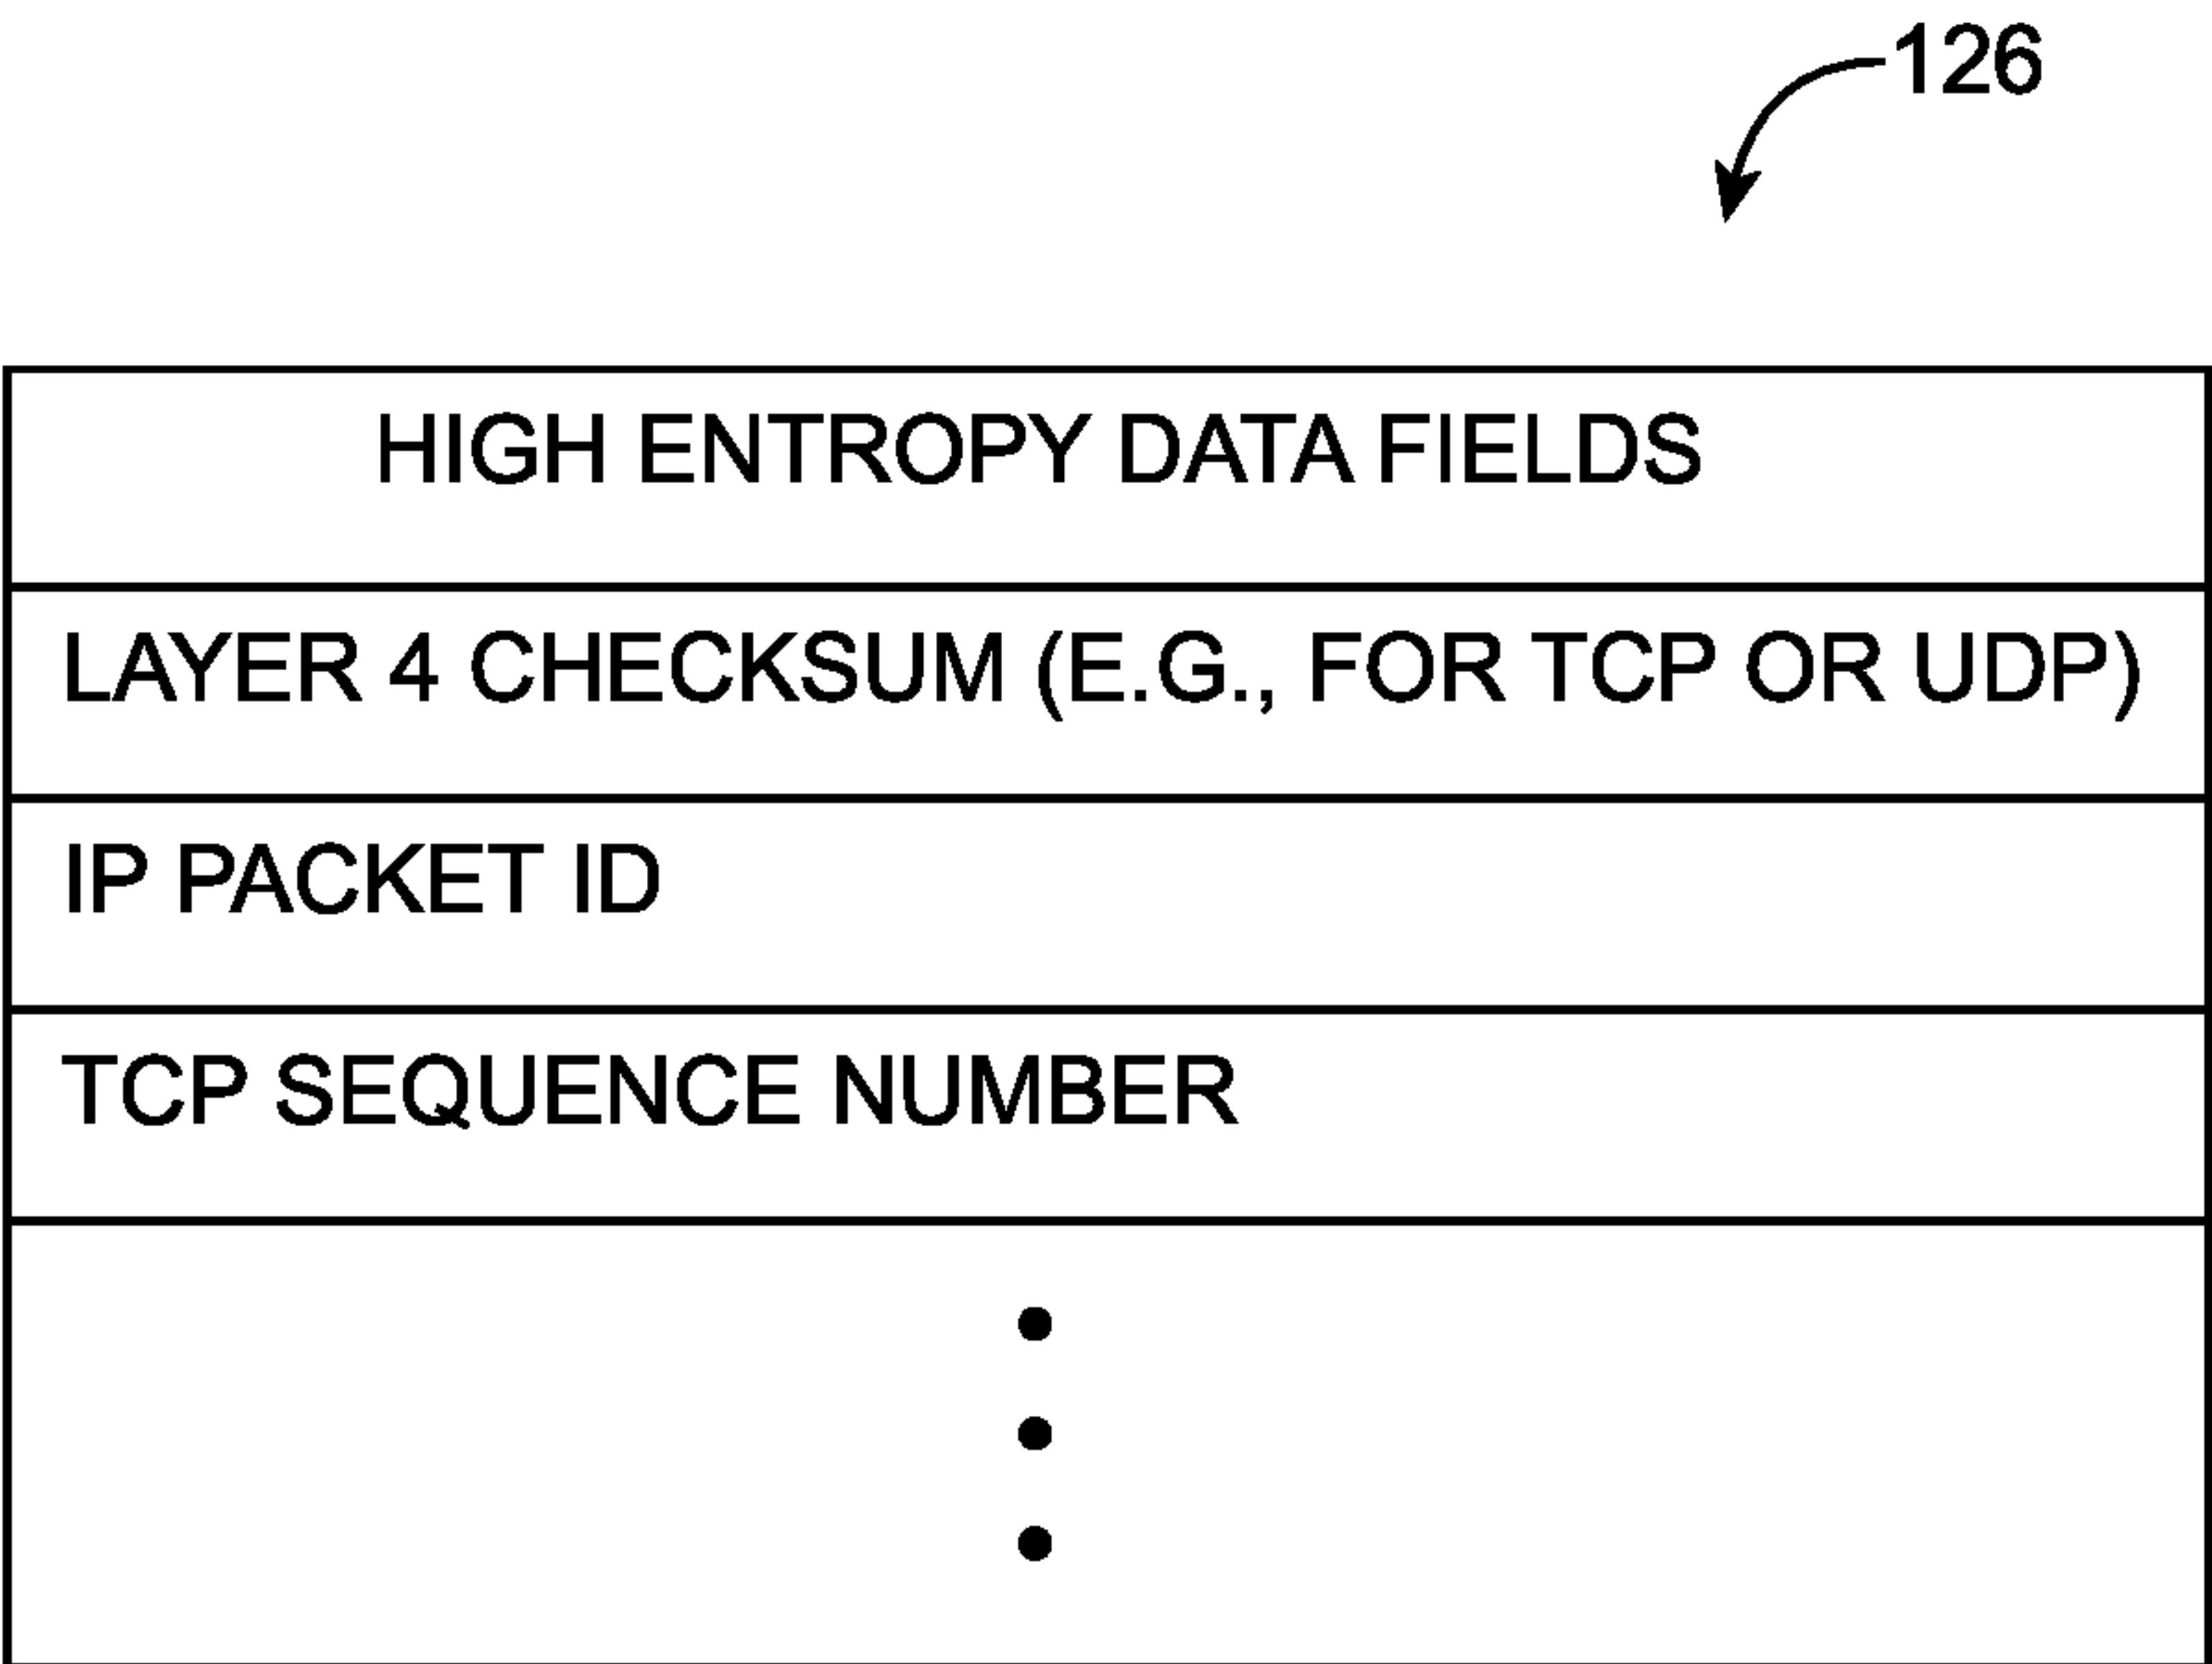 126
HIGH ENTROPY DATA FIELDS
LAYER 4 CHECKSUM (E.G., FOR TCP OR UDP)
IP PACKET ID
TCP SEQUENCE NUMBER